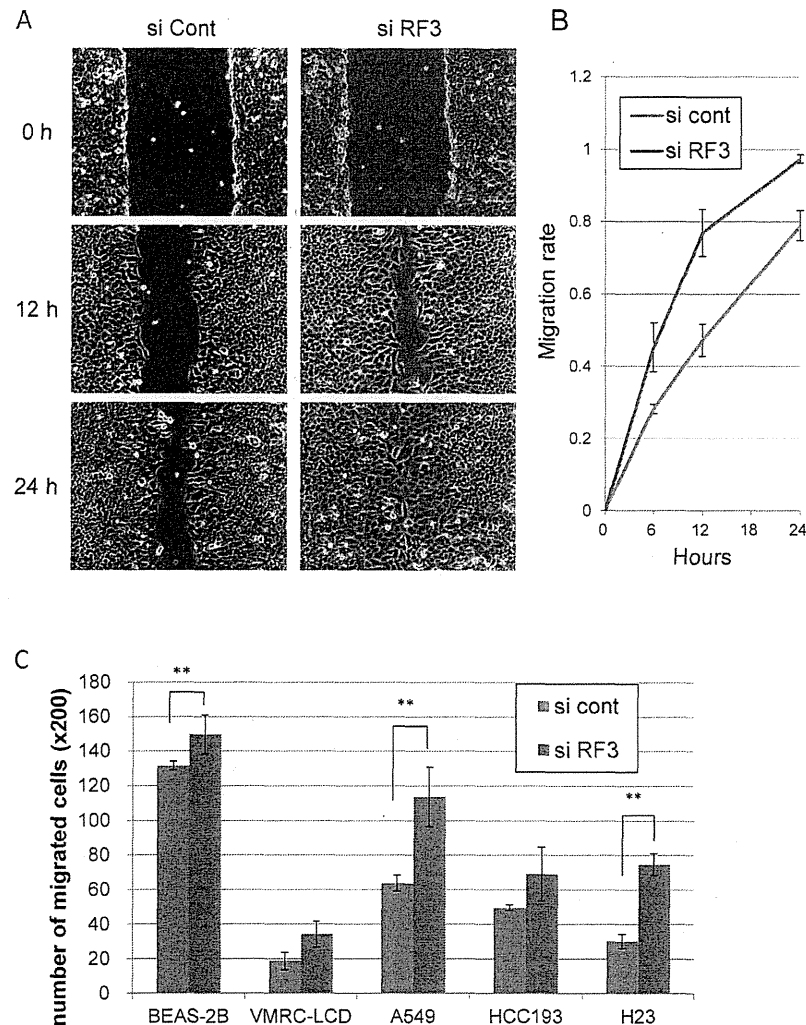 A
si Cont
si RF3
0 h
12 h
24 h
B
1.2
1
0.8
0.6
0.4
0.2
0
si cont
si RF3
Migration rate
0
6
12
24
Hours
C
number of migrated cells (x200)
180
160
140
120
100
80
60
40
20
0
**
**
**
si cont
si RF3
BEAS-2B
VMRC-LCD
A549
HCC193
H23